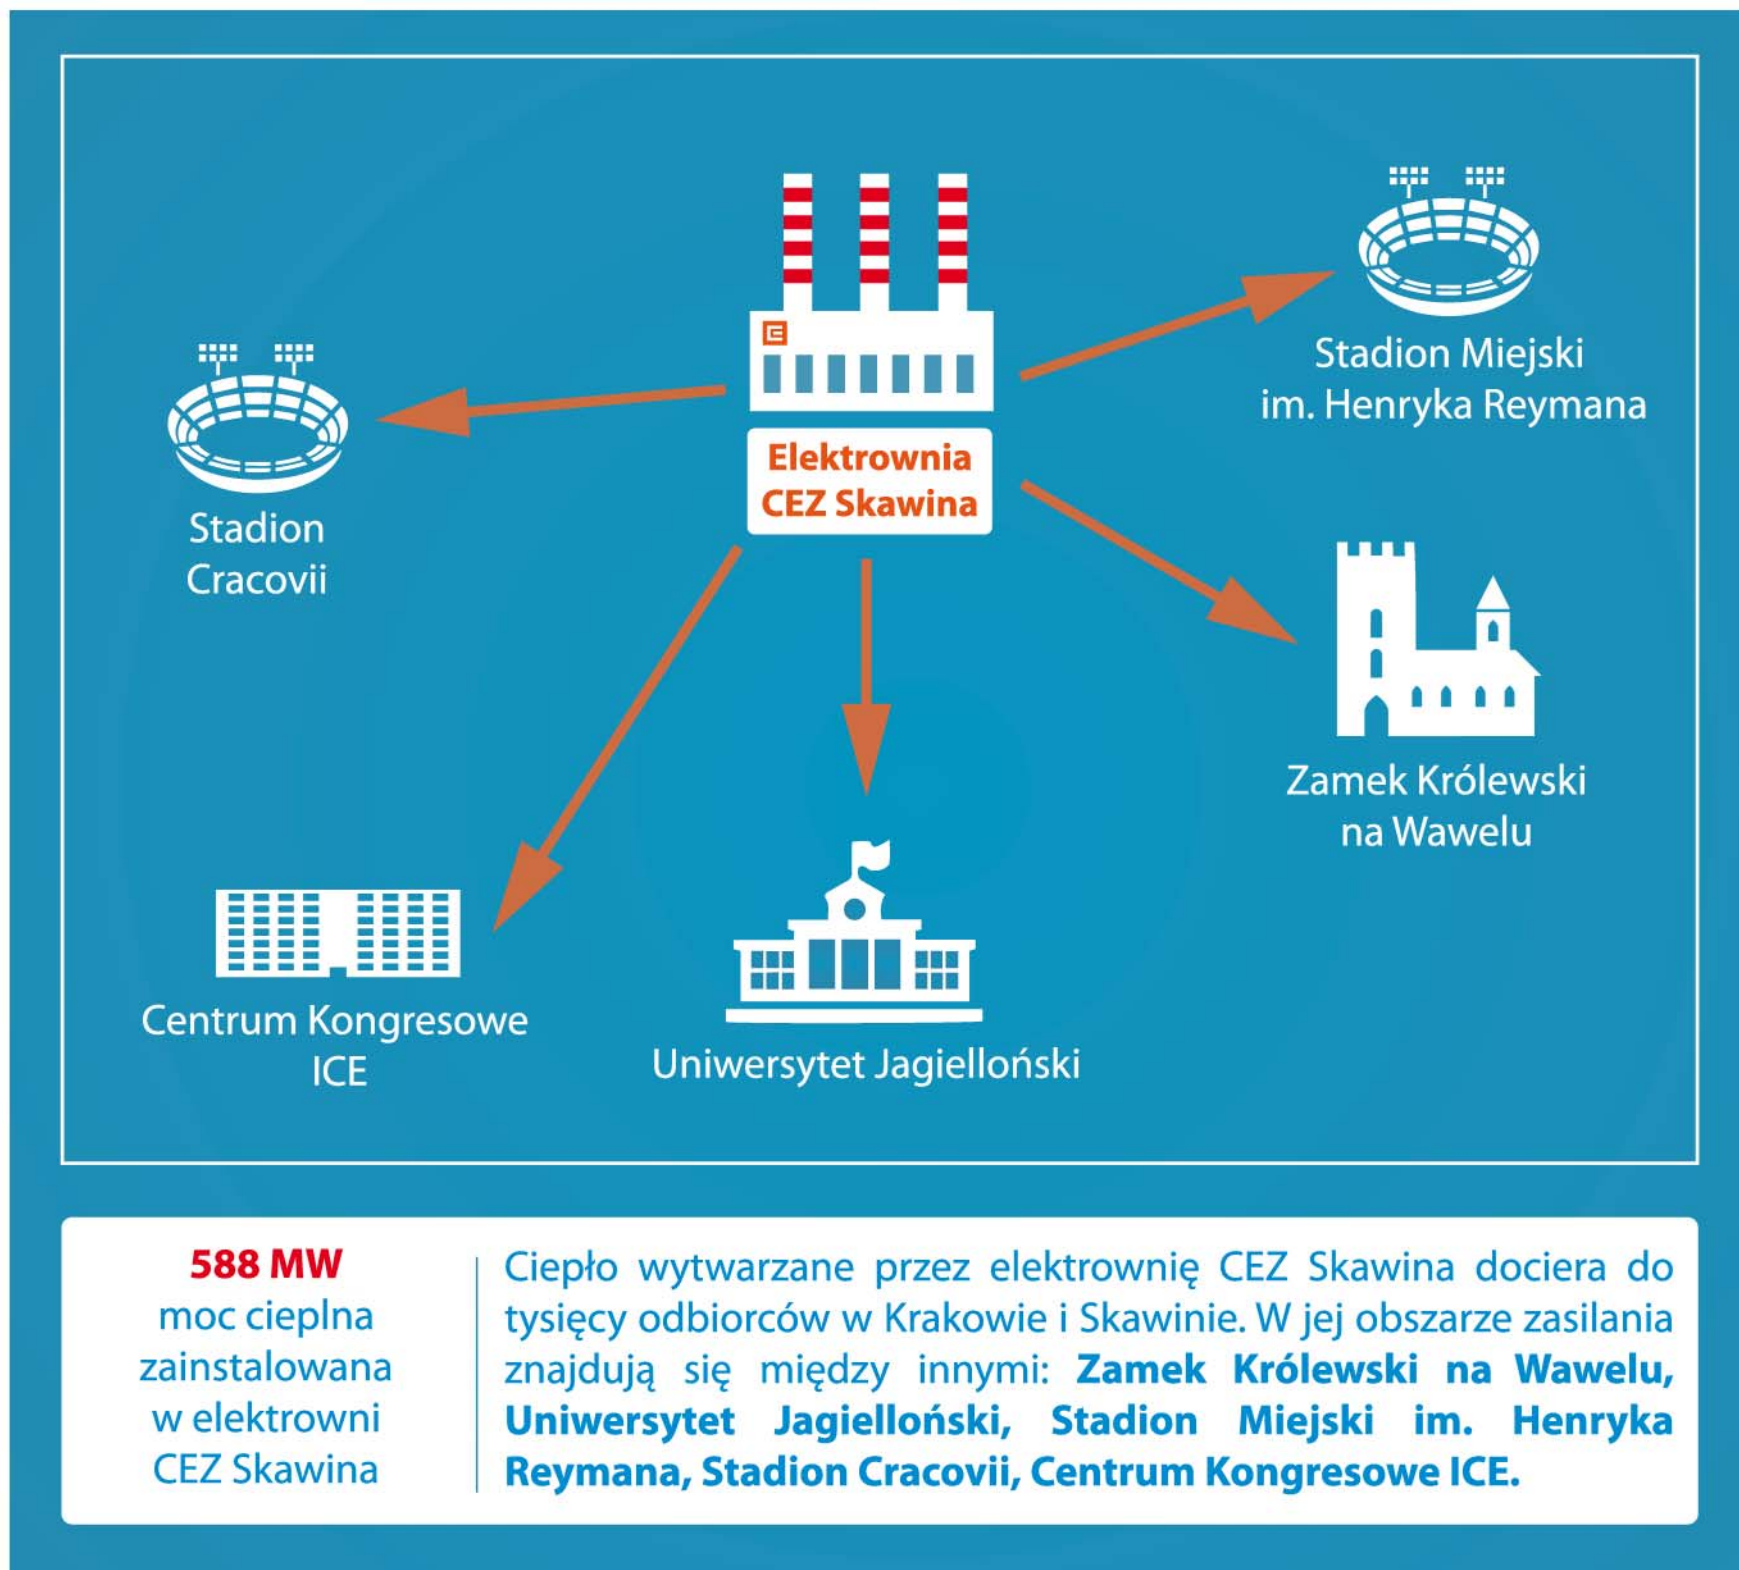 Stadion Miejski
im. Henryka Reymana
Elektrownia
CEZ Skawina
Stadion
Cracovii
Zamek Królewski
na Wawelu
Centrum Kongresowe
ICE
Uniwersytet Jagielloński
588 MW
moc cieplna
zainstalowana
w elektrowni
CEZ Skawina
Ciepło wytwarzane przez elektrownię CEZ Skawina dociera do
tysięcy odbiorców w Krakowie i Skawinie. W jej obszarze zasilania
znajdują się między innymi: Zamek Królewski na Wawelu,
Uniwersytet Jagielloński, Stadion Miejski im. Henryka
Reymana, Stadion Cracovii, Centrum Kongresowe ICE.